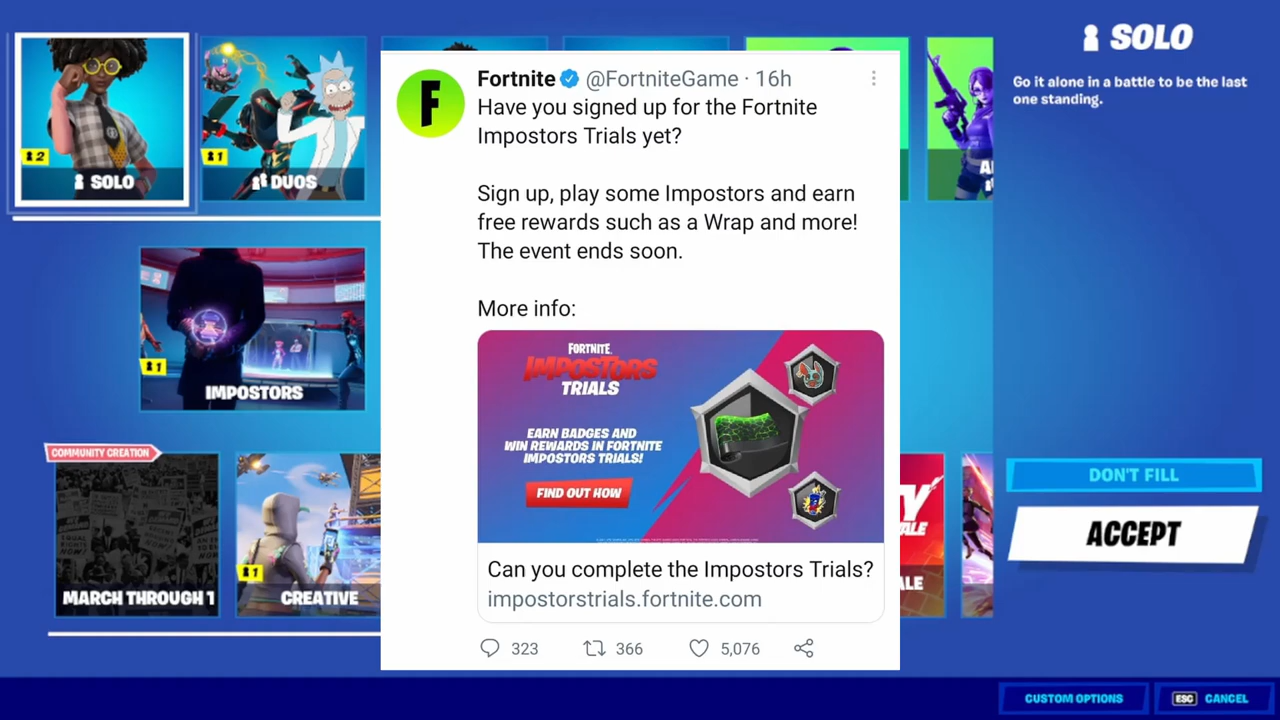 SOLO
Go it alone in a battle to be the last
one standing.
2
SOLO
1
DUOS
Fortnite @FortniteGame · 16h
Have you signed up for the Fortnite
Impostors Trials yet?
Sign up, play some Impostors and earn
free rewards such as a Wrap and more!
The event ends soon.
More info:
FORTNITE
IMPOSTORS
TRIALS
EARN BADGES AND
WIN REWARDS IN FORTNITE
IMPOSTORS TRIALS!
FIND OUT HOW
Can you complete the Impostors Trials?
impostorstrials.fortnite.com
323 366 5,076
1
IMPOSTORS
COMMUNITY CREATION
MARCH THROUGH T
1
CREATIVE
DON'T FILL
ACCEPT
CUSTOM OPTIONS
ESC CANCEL